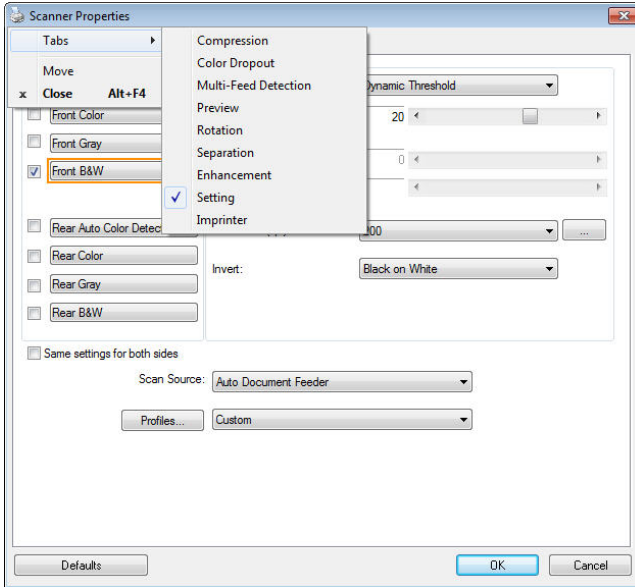 Scanner Properties
Tabs
Move
x Close Alt+F4
Compression
Color Dropout
Multi-Feed Detection
Preview
Rotation
Separation
Enhancement
Setting
Imprinter
Dynamic Threshold
Front Color
20
Front Gray
0
Front B&W
Rear Auto Color Detect
200
...
Rear Color
Invert: Black on White
Rear Gray
Rear B&W
Same settings for both sides
Scan Source: Auto Document Feeder
Profiles... Custom
Defaults OK Cancel